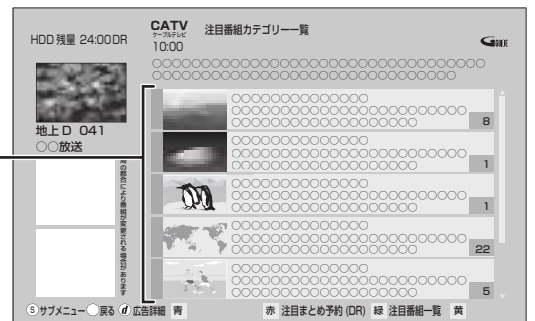 HDD 残量 24:00 DR
CATV
ケーブルテレビ
10:00
注目番組カテゴリー一覧
GGUIDE
○○○○○○○○○○○○○○○○○○○○○○○○○○○○○○○○○○○
○○○○○○○○○○○○○○○○○○○○○○○○○○○○○○○○
地上D 041
○○放送
局の都合により番組が変更される場合があります
○○○○○○○○○○○○○○
○○○○○○○○○○○○○○○○○○○○○○○○
○○○○○○○○○○○○○○○○○○○
8
○○○○○○○○○○○○○○
○○○○○○○○○○○○○○○○○○○○○○○○
○○○○○○○○○○○○○○○○○○○
1
○○○○○○○○○○○○○○
○○○○○○○○○○○○○○○○○○○○○○○○
○○○○○○○○○○○○○○○○○○○
1
○○○○○○○○○○○○○○
○○○○○○○○○○○○○○○○○○○○○○○○
○○○○○○○○○○○○○○○○○○○
22
○○○○○○○○○○○○○○
○○○○○○○○○○○○○○○○○○○○○○○○
○○○○○○○○○○○○○○○○○○○
5
S サブメニュー 戻る d 広告詳細 青 赤 注目まとめ予約 (DR) 緑 注目番組一覧 黄